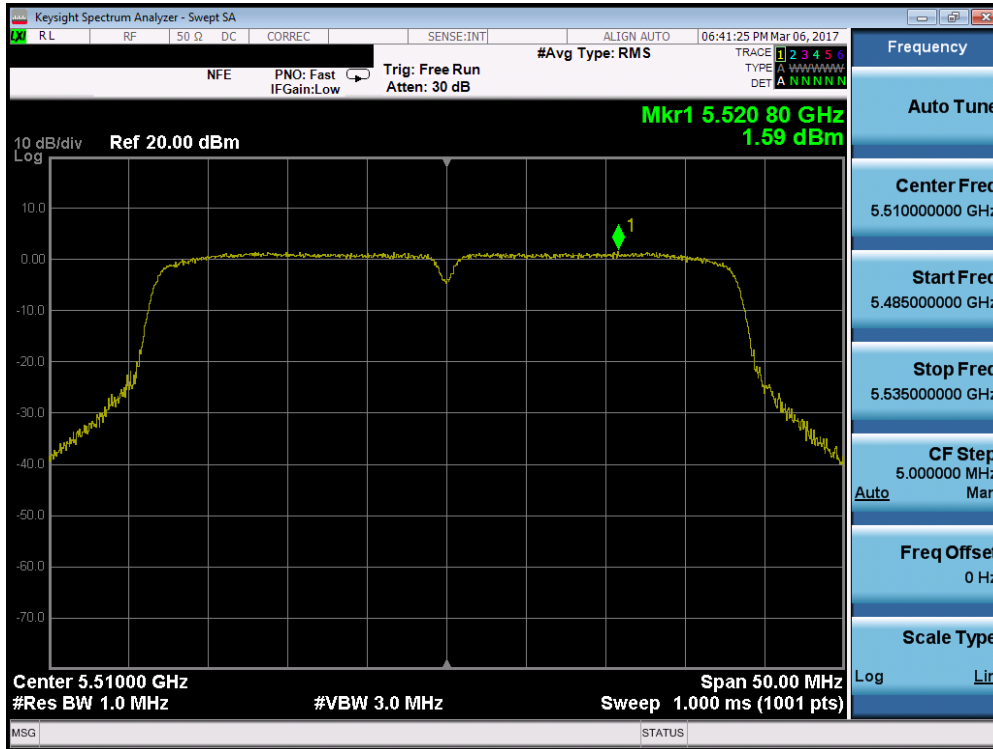 Keysight Spectrum Analyzer - Swept SA
LXI RL RF 50 Ω DC CORREC SENSE:INT ALIGN AUTO 06:41:25 PM Mar 06, 2017
NFE PNO: Fast IFGain:Low Trig: Free Run Atten: 30 dB #Avg Type: RMS
TRACE 1 2 3 4 5 6
TYPE A WWWWW
DET A N N N N N
Mkr1 5.520 80 GHz
1.59 dBm
10 dB/div Ref 20.00 dBm
Log
10.0
1
0.00
-10.0
-20.0
-30.0
-40.0
-50.0
-60.0
-70.0
Center 5.51000 GHz Span 50.00 MHz
#Res BW 1.0 MHz #VBW 3.0 MHz Sweep 1.000 ms (1001 pts)
MSG STATUS
Frequency
Auto Tune
Center Freq
5.510000000 GHz
Start Freq
5.485000000 GHz
Stop Freq
5.535000000 GHz
CF Step
5.000000 MHz
Auto Man
Freq Offset
0 Hz
Scale Type
Log Lin